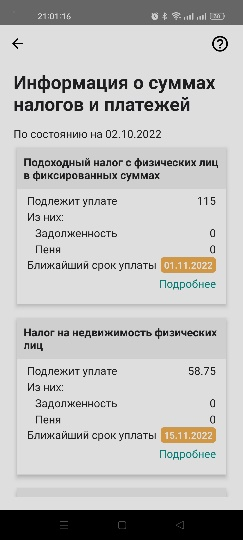 21:01:16
Информация о суммах
налогов и платежей
По состоянию на 02.10.2022
Подоходный налог с физических лиц
в фиксированных суммах
Подлежит уплате 115
Из них:
Задолженность 0
Пеня 0
Ближайший срок уплаты 01.11.2022
Подробнее
Налог на недвижимость физических
лиц
Подлежит уплате 58.75
Из них:
Задолженность 0
Пеня 0
Ближайший срок уплаты 15.11.2022
Подробнее